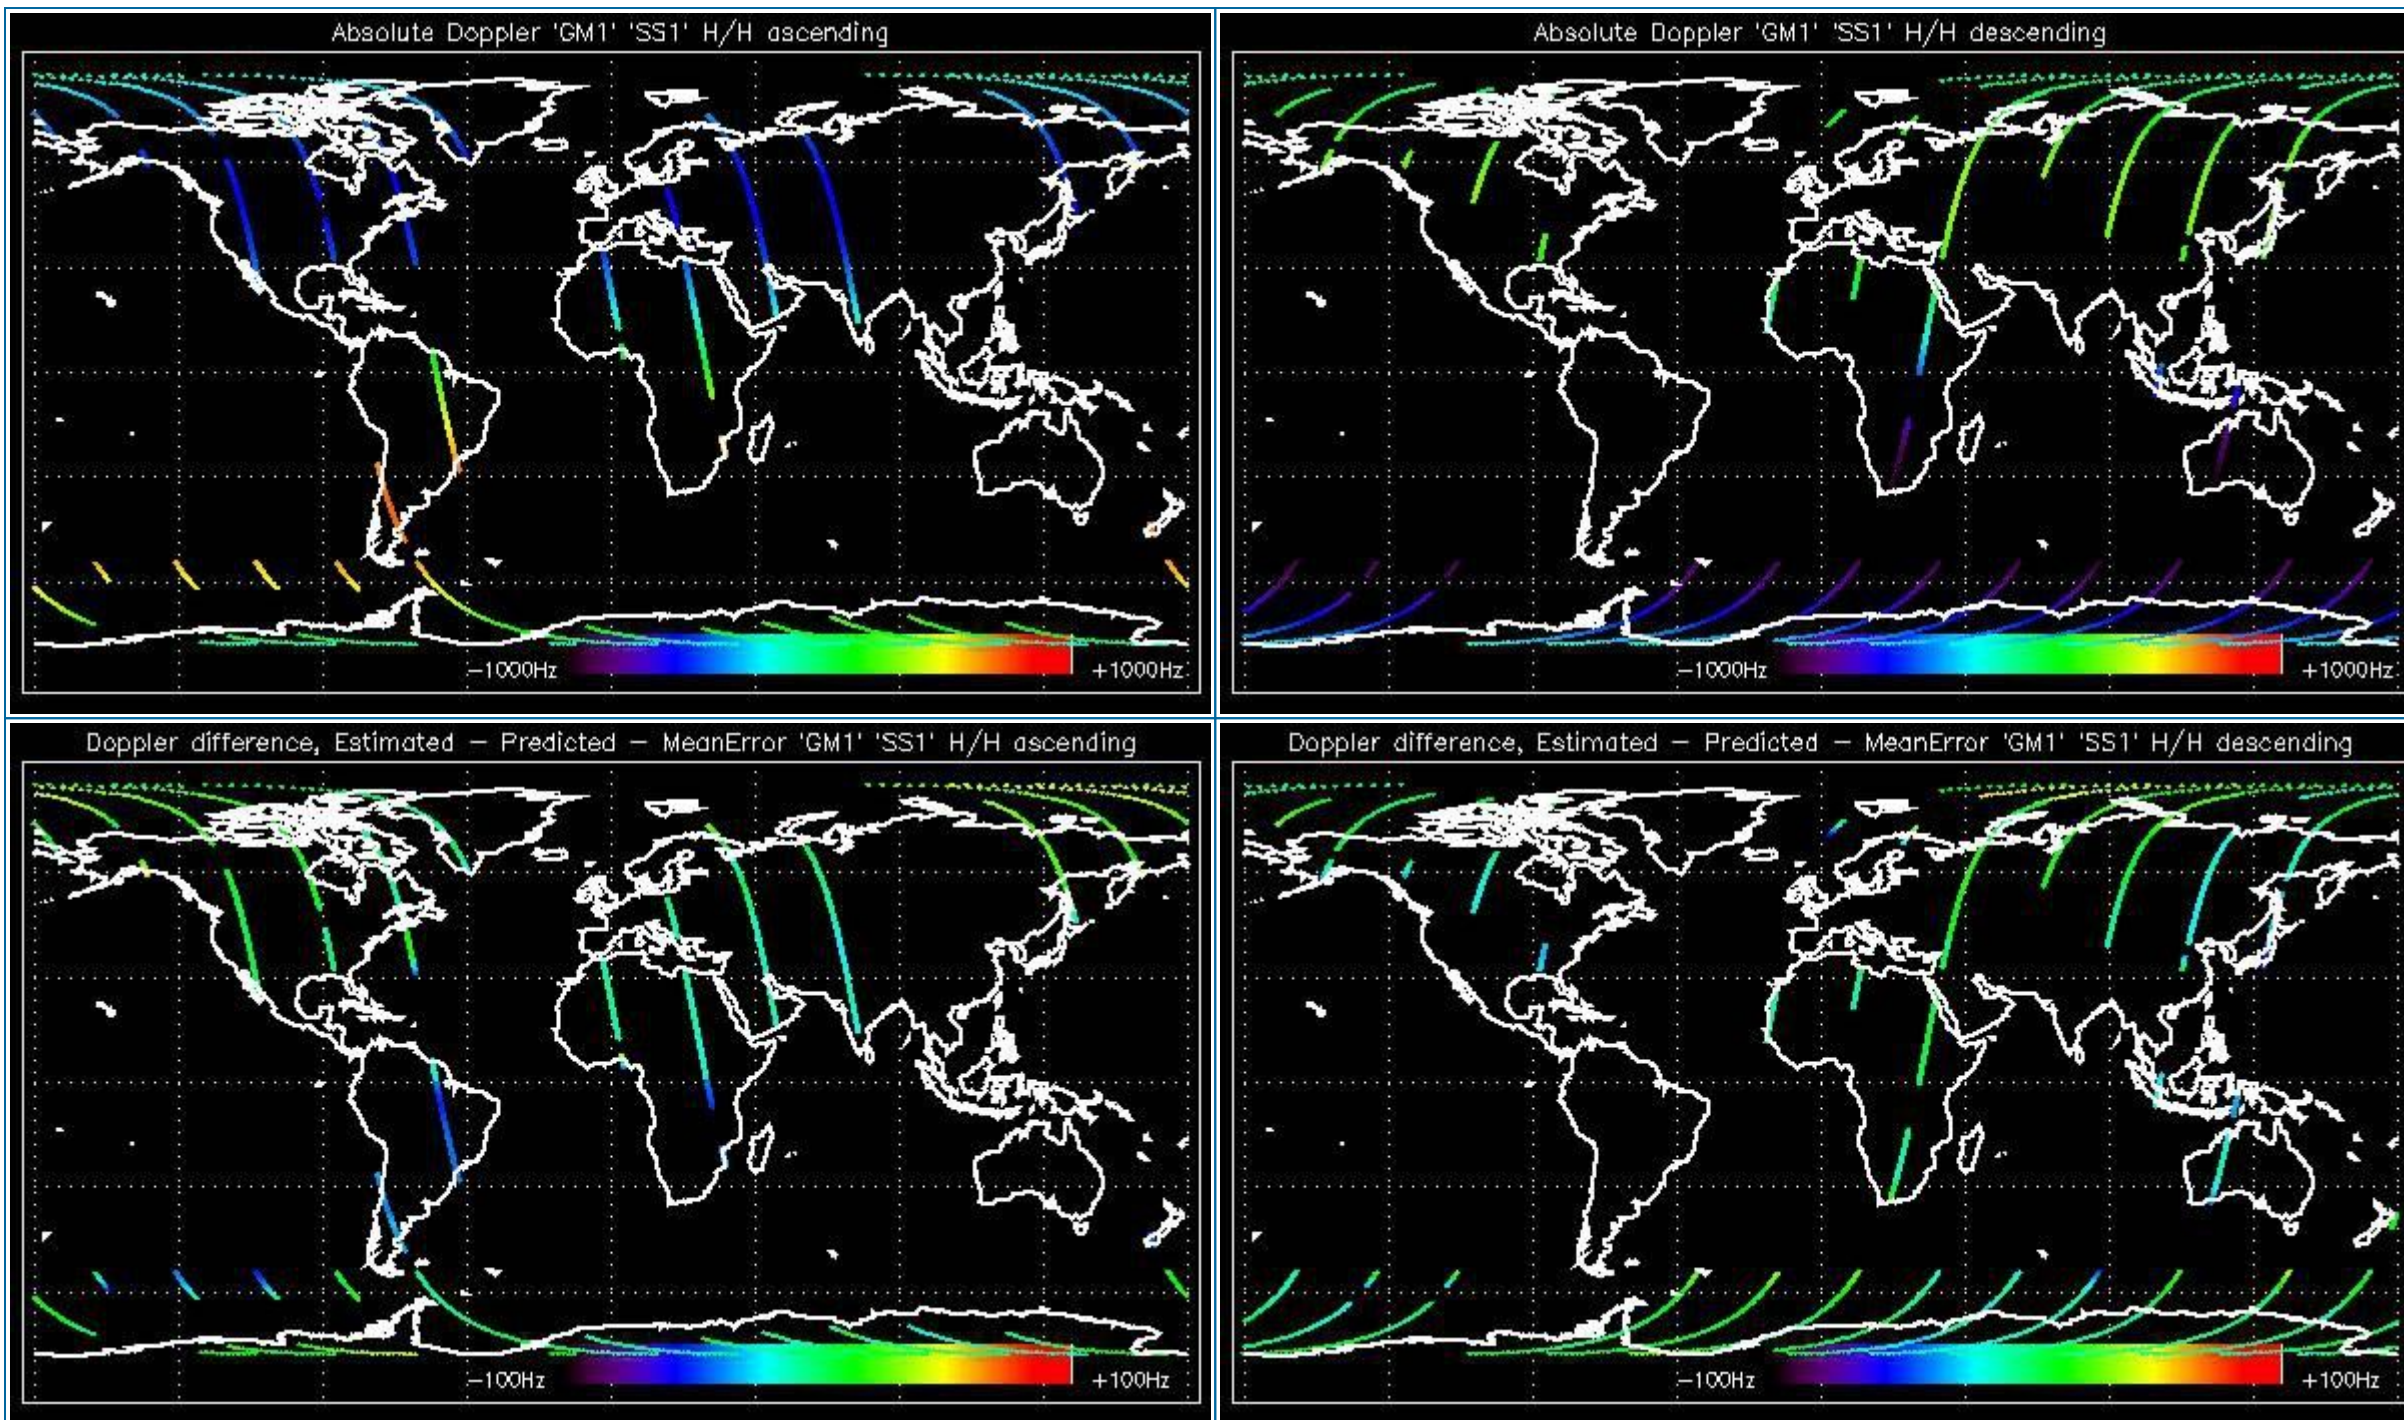 Absolute Doppler 'GM1' 'SS1' H/H ascending
−1000Hz
+1000Hz
Absolute Doppler 'GM1' 'SS1' H/H descending
−1000Hz
+1000Hz
Doppler difference, Estimated − Predicted − MeanError 'GM1' 'SS1' H/H ascending
−100Hz
+100Hz
Doppler difference, Estimated − Predicted − MeanError 'GM1' 'SS1' H/H descending
−100Hz
+100Hz